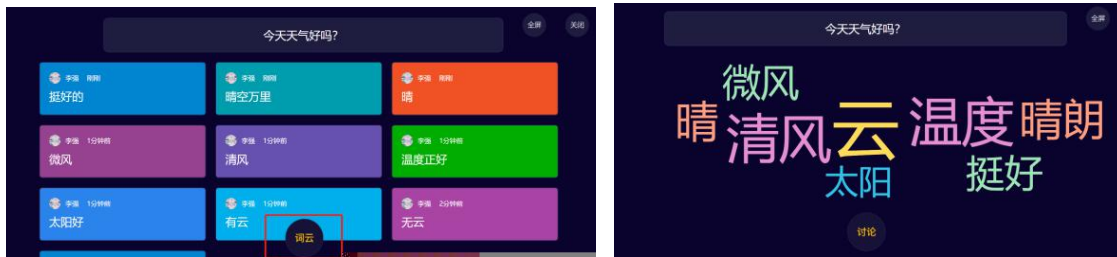 今天天气好吗?
全屏
关闭
李强 刚刚
挺好的
李强 刚刚
晴空万里
李强 刚刚
晴
李强 1分钟前
微风
李强 1分钟前
清风
李强 1分钟前
温度正好
李强 1分钟前
太阳好
李强 1分钟前
有云
李强 2分钟前
无云
词云
今天天气好吗?
全屏
微风
晴
清风
云
温度
晴朗
太阳
挺好
讨论